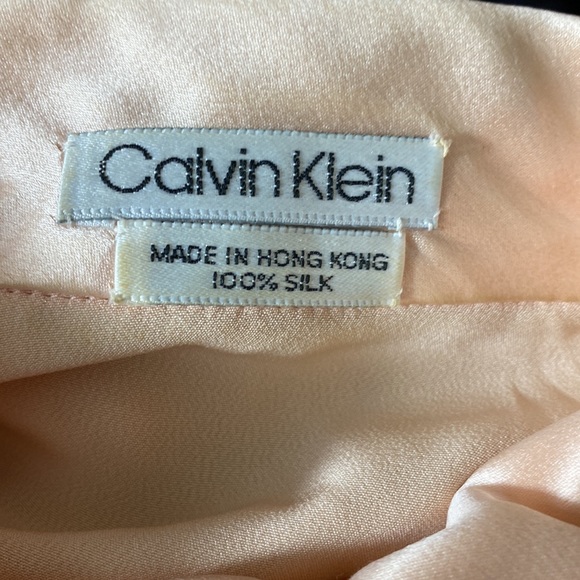 Calvin Klein
MADE IN HONG KONG
100% SILK